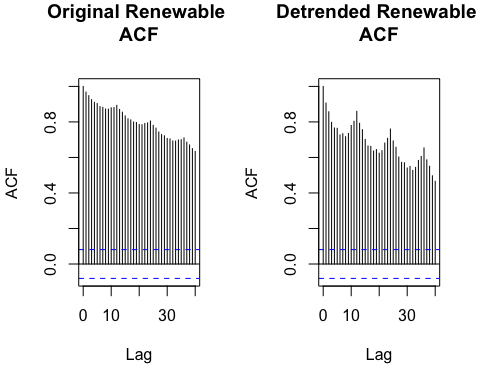 Original Renewable
ACF
ACF
0.0
0.4
0.8
0
10
30
Lag
Detrended Renewable
ACF
ACF
0.0
0.4
0.8
0
10
30
Lag